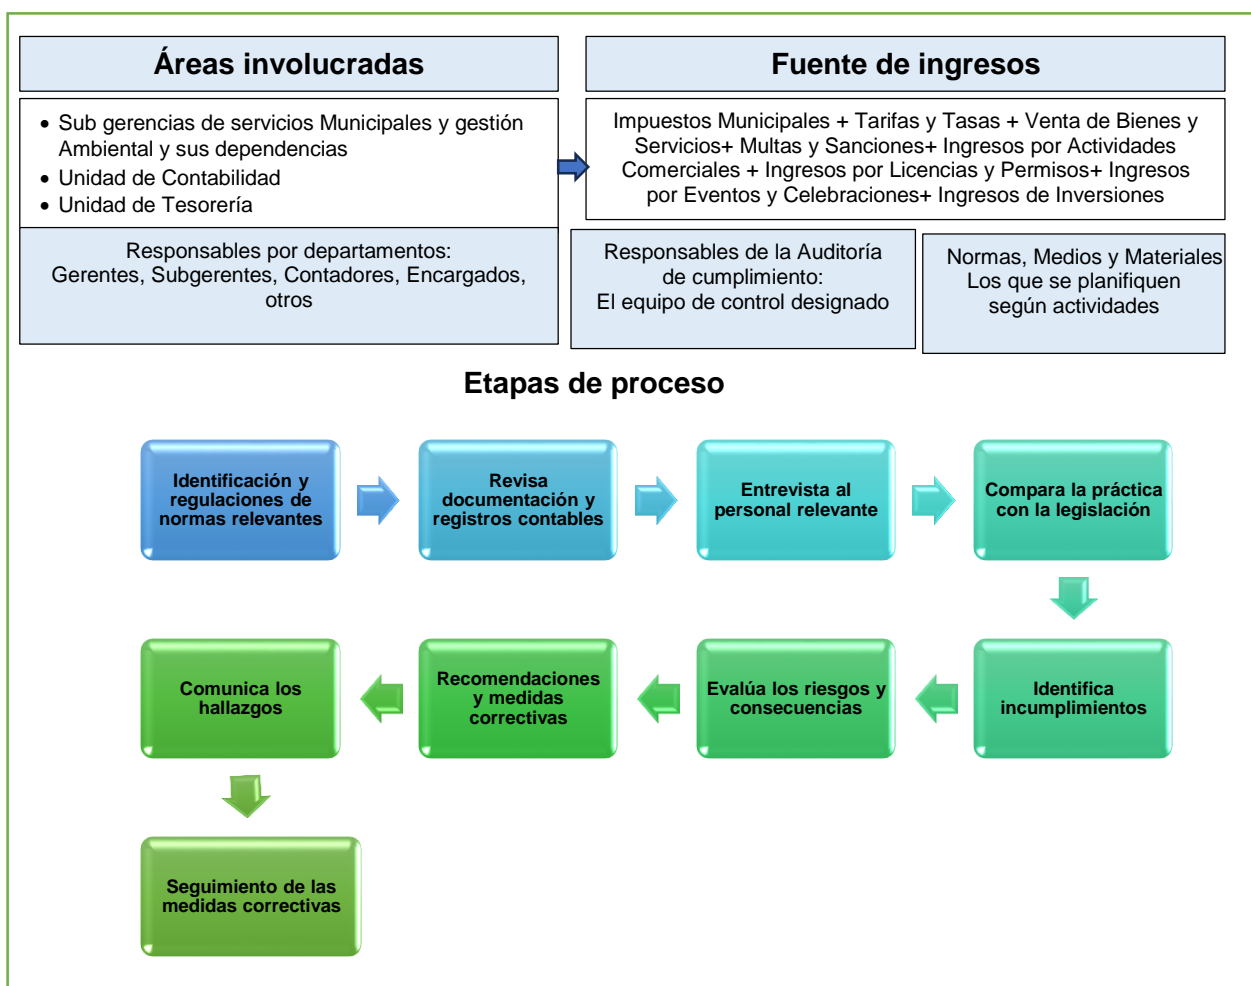 Áreas involucradas
Fuente de ingresos
• Sub gerencias de servicios Municipales y gestión
Ambiental y sus dependencias
• Unidad de Contabilidad
• Unidad de Tesorería
Impuestos Municipales + Tarifas y Tasas + Venta de Bienes y
Servicios+ Multas y Sanciones+ Ingresos por Actividades
Comerciales + Ingresos por Licencias y Permisos+ Ingresos
por Eventos y Celebraciones+ Ingresos de Inversiones
Responsables por departamentos:
Gerentes, Subgerentes, Contadores, Encargados,
otros
Responsables de la Auditoría
de cumplimiento:
El equipo de control designado
Normas, Medios y Materiales
Los que se planifiquen
según actividades
Etapas de proceso
Identificación y
regulaciones de
normas relevantes
Revisa
documentación y
registros contables
Entrevista al
personal relevante
Compara la práctica
con la legislación
Identifica
incumplimientos
Evalúa los riesgos y
consecuencias
Recomendaciones
y medidas
correctivas
Comunica los
hallazgos
Seguimiento de las
medidas correctivas